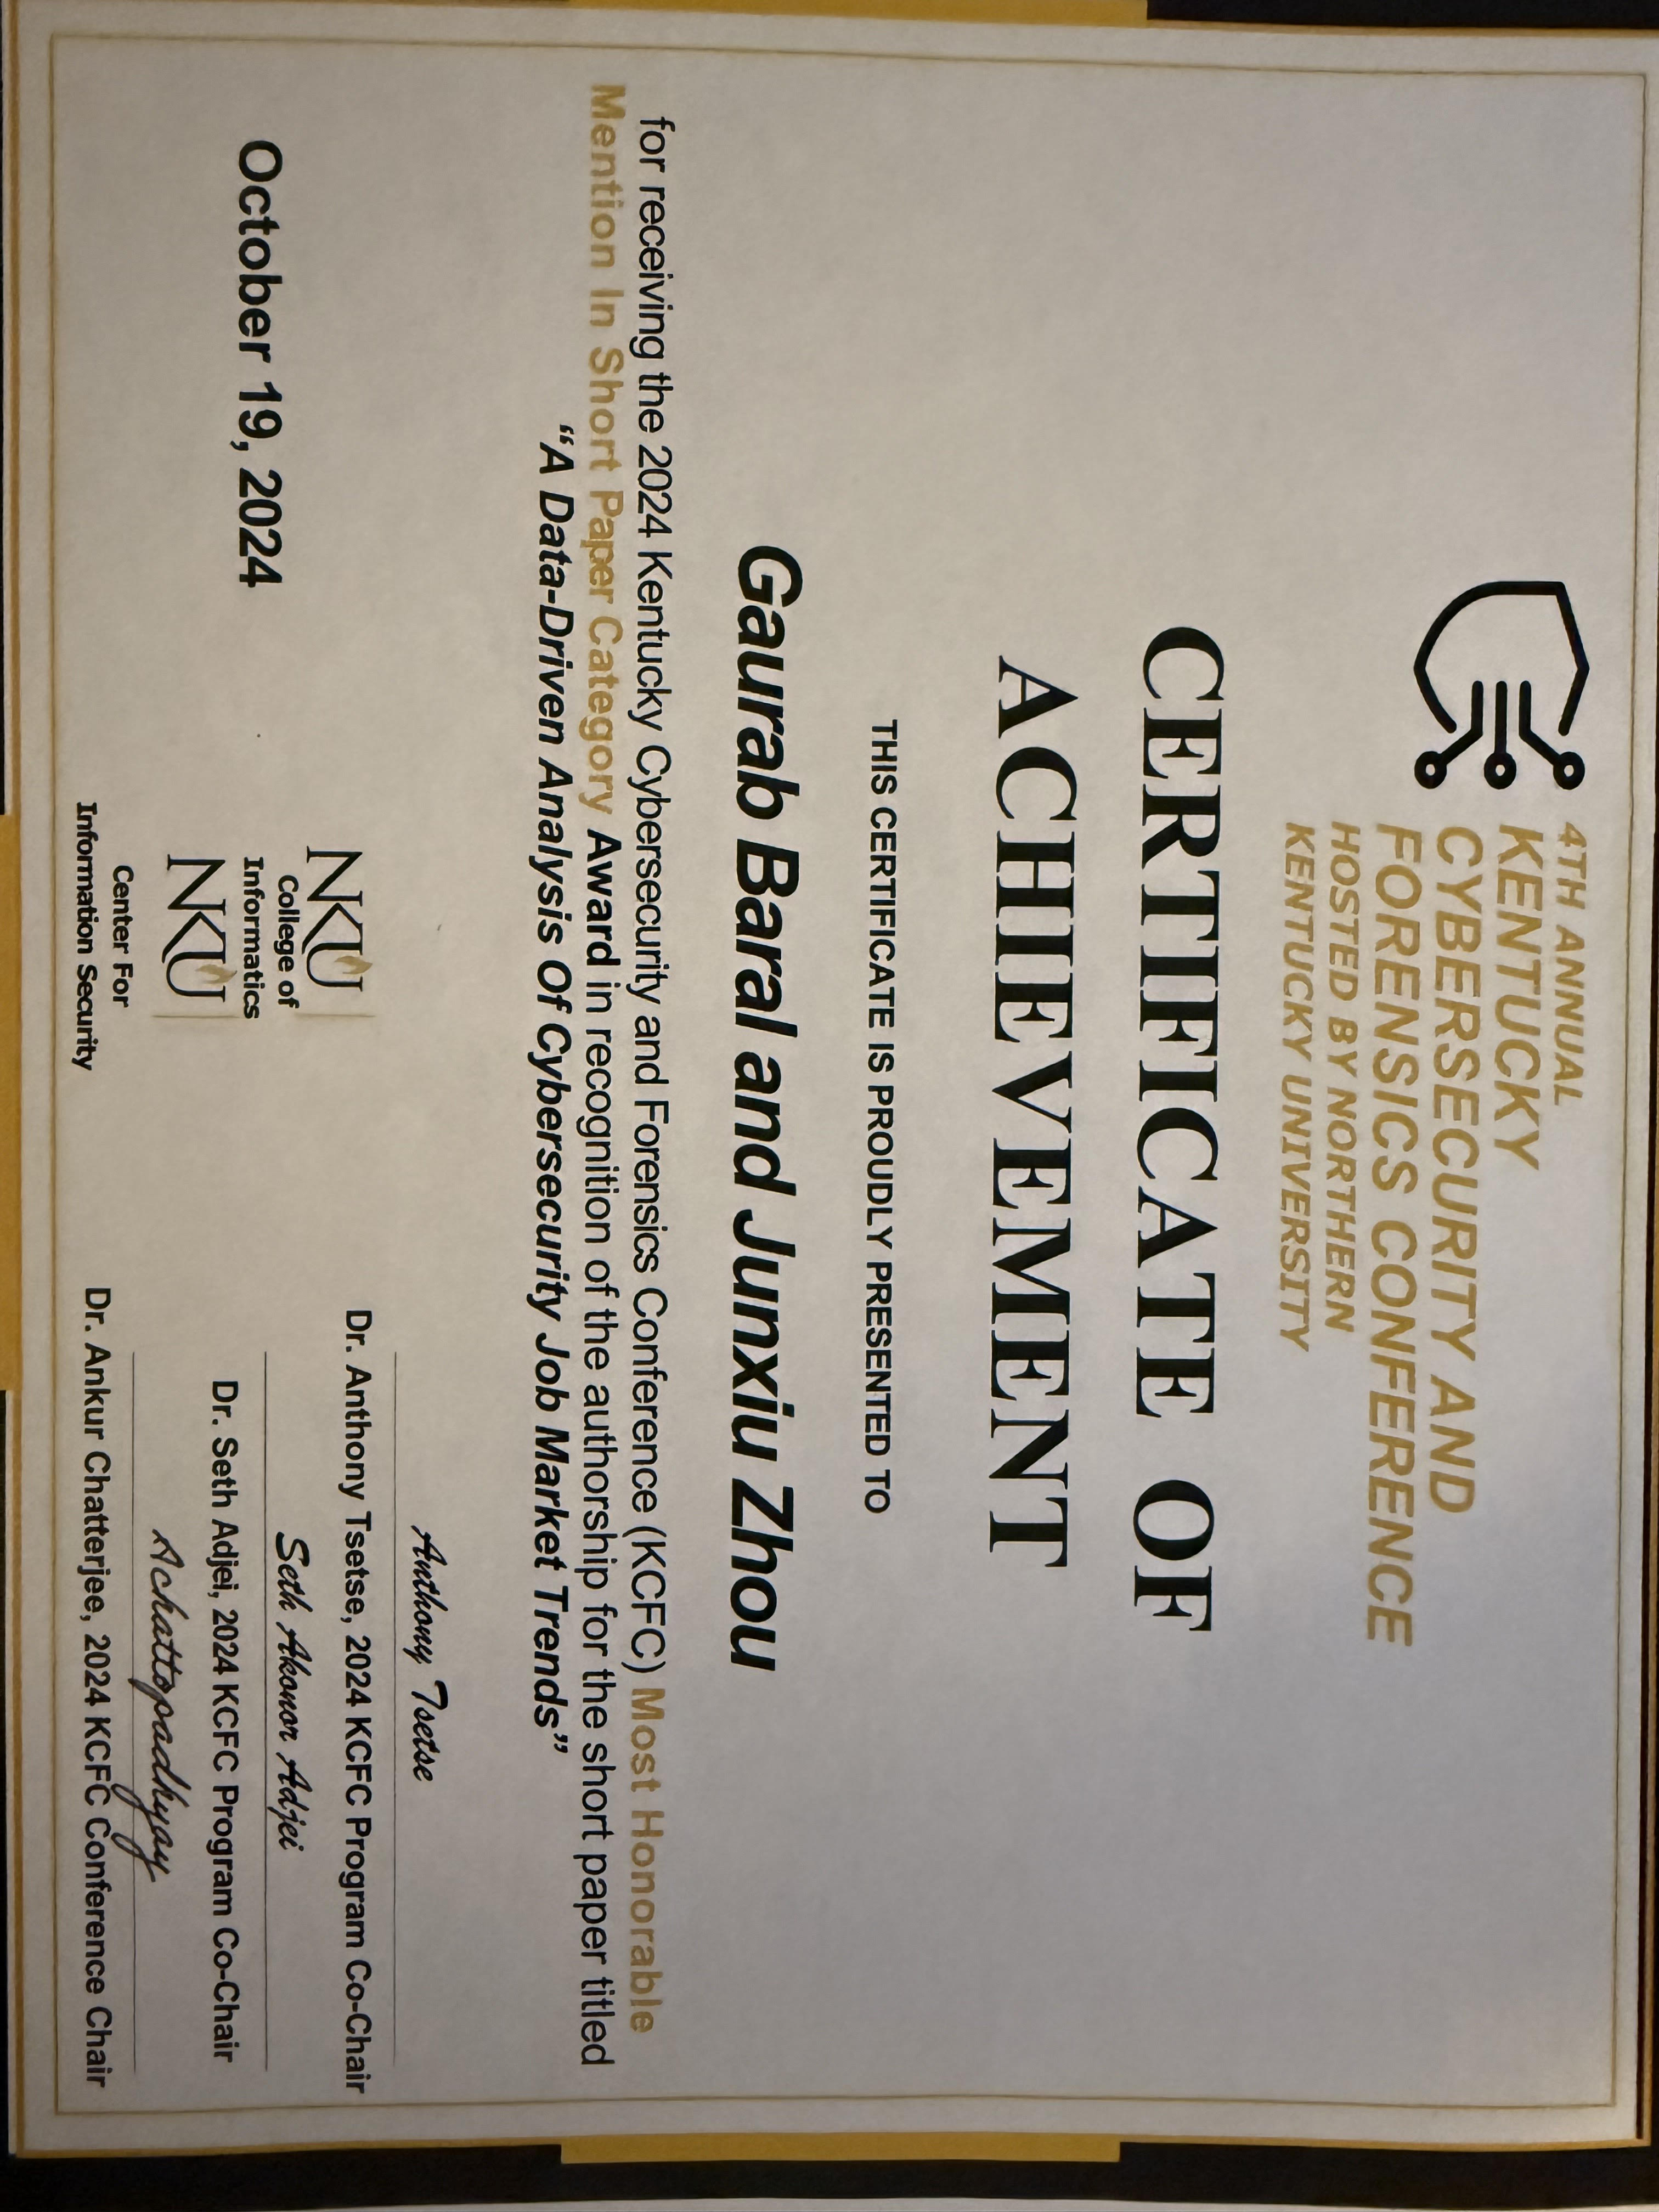 4TH ANNUAL
KENTUCKY
CYBERSECURITY AND
FORENSICS CONFERENCE
HOSTED BY NORTHERN
KENTUCKY UNIVERSITY
CERTIFICATE OF
ACHIEVEMENT
THIS CERTIFICATE IS PROUDLY PRESENTED TO
Gaurab Baral and Junxiu Zhou
for receiving the 2024 Kentucky Cybersecurity and Forensics Conference (KCFC) Most Honorable
Mention In Short Paper Category Award in recognition of the authorship for the short paper titled
“A Data-Driven Analysis Of Cybersecurity Job Market Trends”
October 19, 2024
NKU
College of
Informatics
NKU
Center For
Information Security
Anthony Tsetse
Dr. Anthony Tsetse, 2024 KCFC Program Co-Chair
Seth Akonor Adjei
Dr. Seth Adjei, 2024 KCFC Program Co-Chair
Achattopadhyay
Dr. Ankur Chatterjee, 2024 KCFC Conference Chair